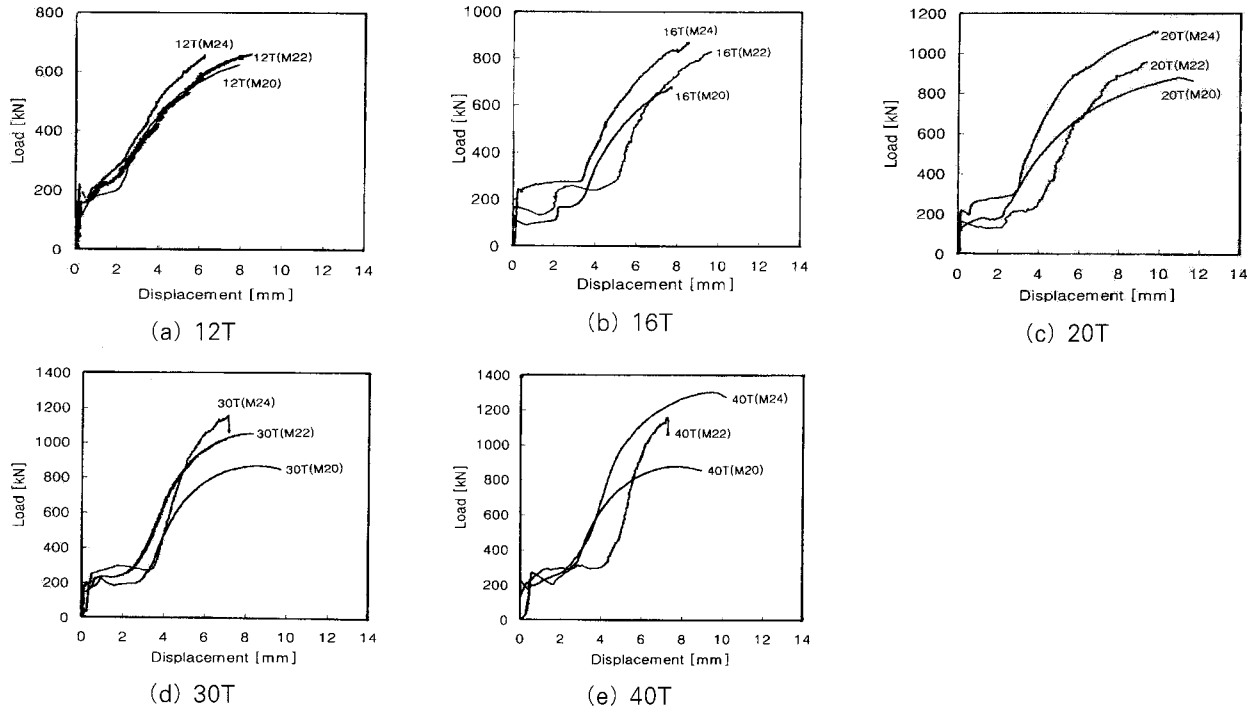 800
600
400
200
0
Load [kN]
12T(M24)
12T(M22)
12T(M20)
0 2 4 6 8 10 12 14
Displacement [mm]
(a) 12T
1000
800
600
400
200
0
Load [kN]
16T(M24)
16T(M22)
16T(M20)
0 2 4 6 8 10 12 14
Displacement [mm]
(b) 16T
1200
1000
800
600
400
200
0
Load [kN]
20T(M24)
20T(M22)
20T(M20)
0 2 4 6 8 10 12 14
Displacement [mm]
(c) 20T
1400
1200
1000
800
600
400
200
0
Load [kN]
30T(M24)
30T(M22)
30T(M20)
0 2 4 6 8 10 12 14
Displacement [mm]
(d) 30T
1400
1200
1000
800
600
400
200
0
Load [kN]
40T(M24)
40T(M22)
40T(M20)
0 2 4 6 8 10 12 14
Displacement [mm]
(e) 40T